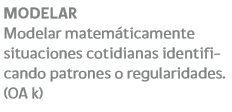 MODELAR
Modelar matemáticamente
situaciones cotidianas identifi-
cando patrones o regularidades.
(OA k)